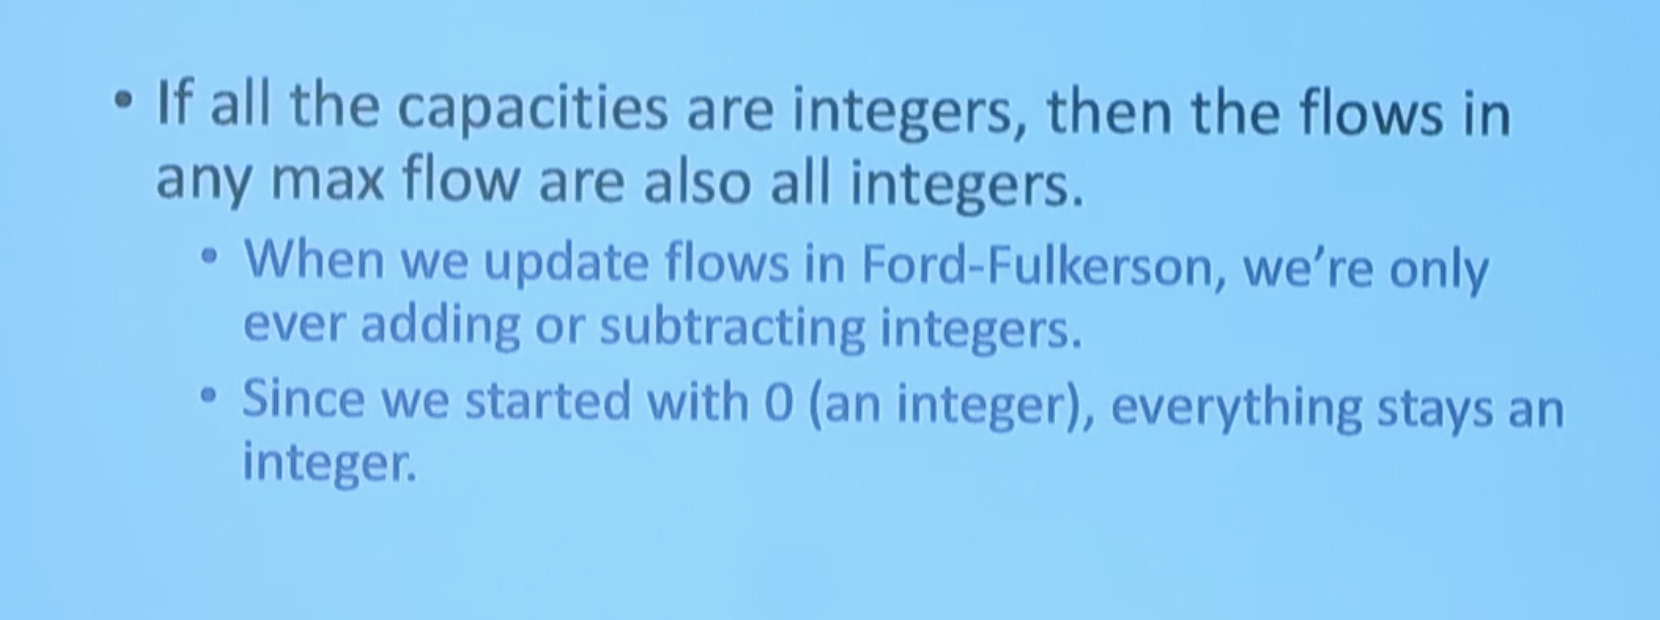 • If all the capacities are integers, then the flows in
any max flow are also all integers.
• When we update flows in Ford-Fulkerson, we're only
ever adding or subtracting integers.
• Since we started with 0 (an integer), everything stays an
integer.